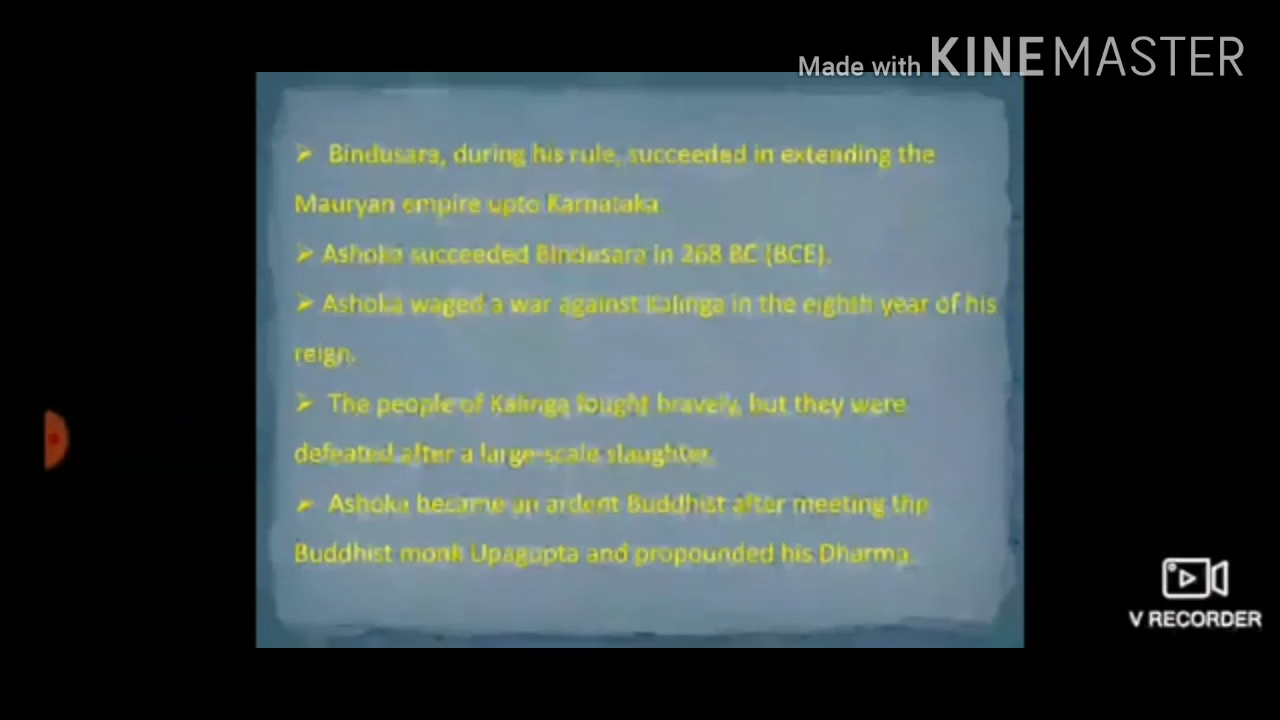 Made with KINEMASTER
➢ Bindusara, during his rule, succeeded in extending the
Mauryan empire upto Karnataka.
➢ Ashoka succeeded Bindusara in 268 BC (BCE).
➢ Ashoka waged a war against Kalinga in the eighth year of his
reign.
➢ The people of Kalinga fought bravely, but they were
defeated after a large-scale slaughter.
➢ Ashoka became an ardent Buddhist after meeting the
Buddhist monk Upagupta and propounded his Dharma.
V RECORDER